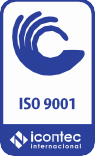 ISO 9001
icontec
internacional